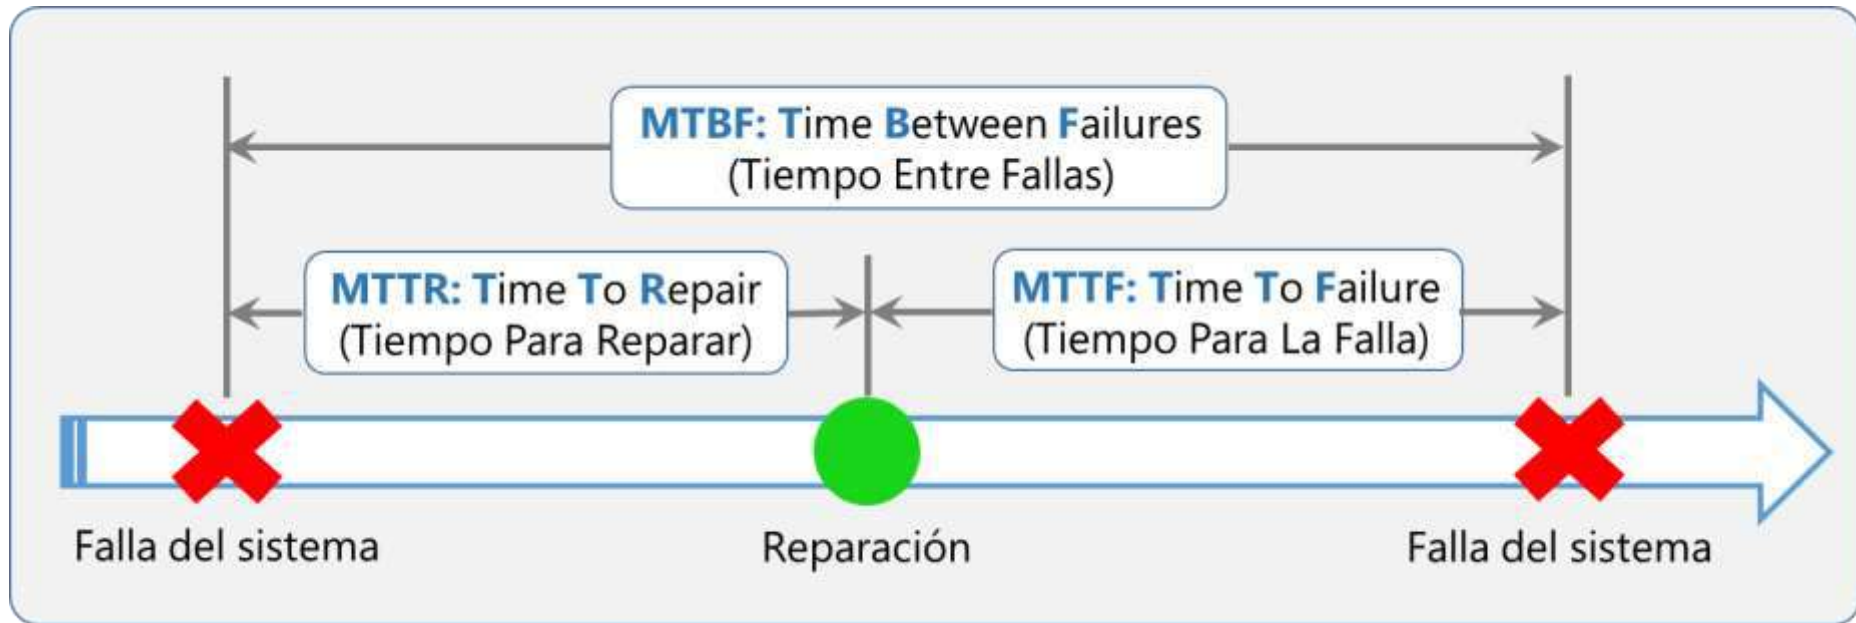 MTBF: Time Between Failures
(Tiempo Entre Fallas)
MTTR: Time To Repair
(Tiempo Para Reparar)
MTTF: Time To Failure
(Tiempo Para La Falla)
Falla del sistema
Reparación
Falla del sistema